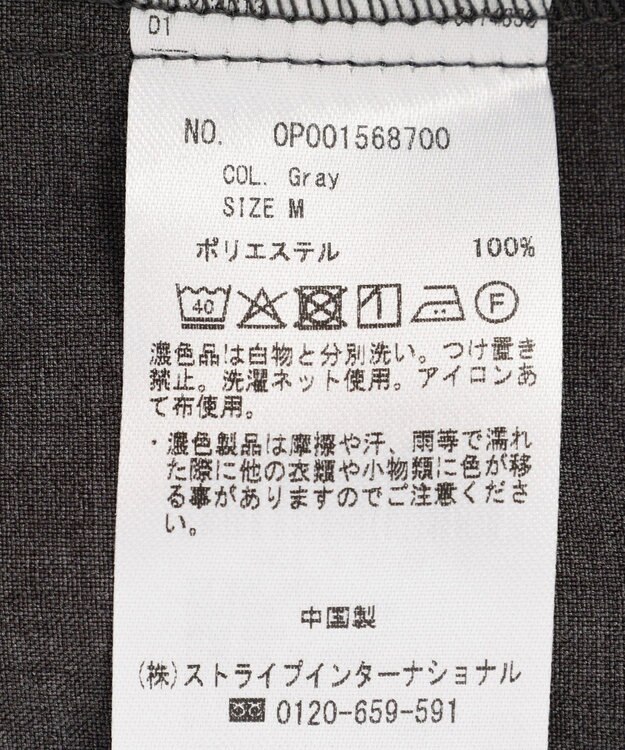 D1
NO. OP001568700
COL. Gray
SIZE M
ポリエステル 100%
40 F
濃色品は白物と分別洗い。つけ置き
禁止。洗濯ネット使用。アイロンあ
て布使用。
・濃色製品は摩擦や汗、雨等で濡れ
た際に他の衣類や小物類に色が移
る事がありますのでご注意くださ
い。
中国製
(株)ストライプインターナショナル
0120-659-591